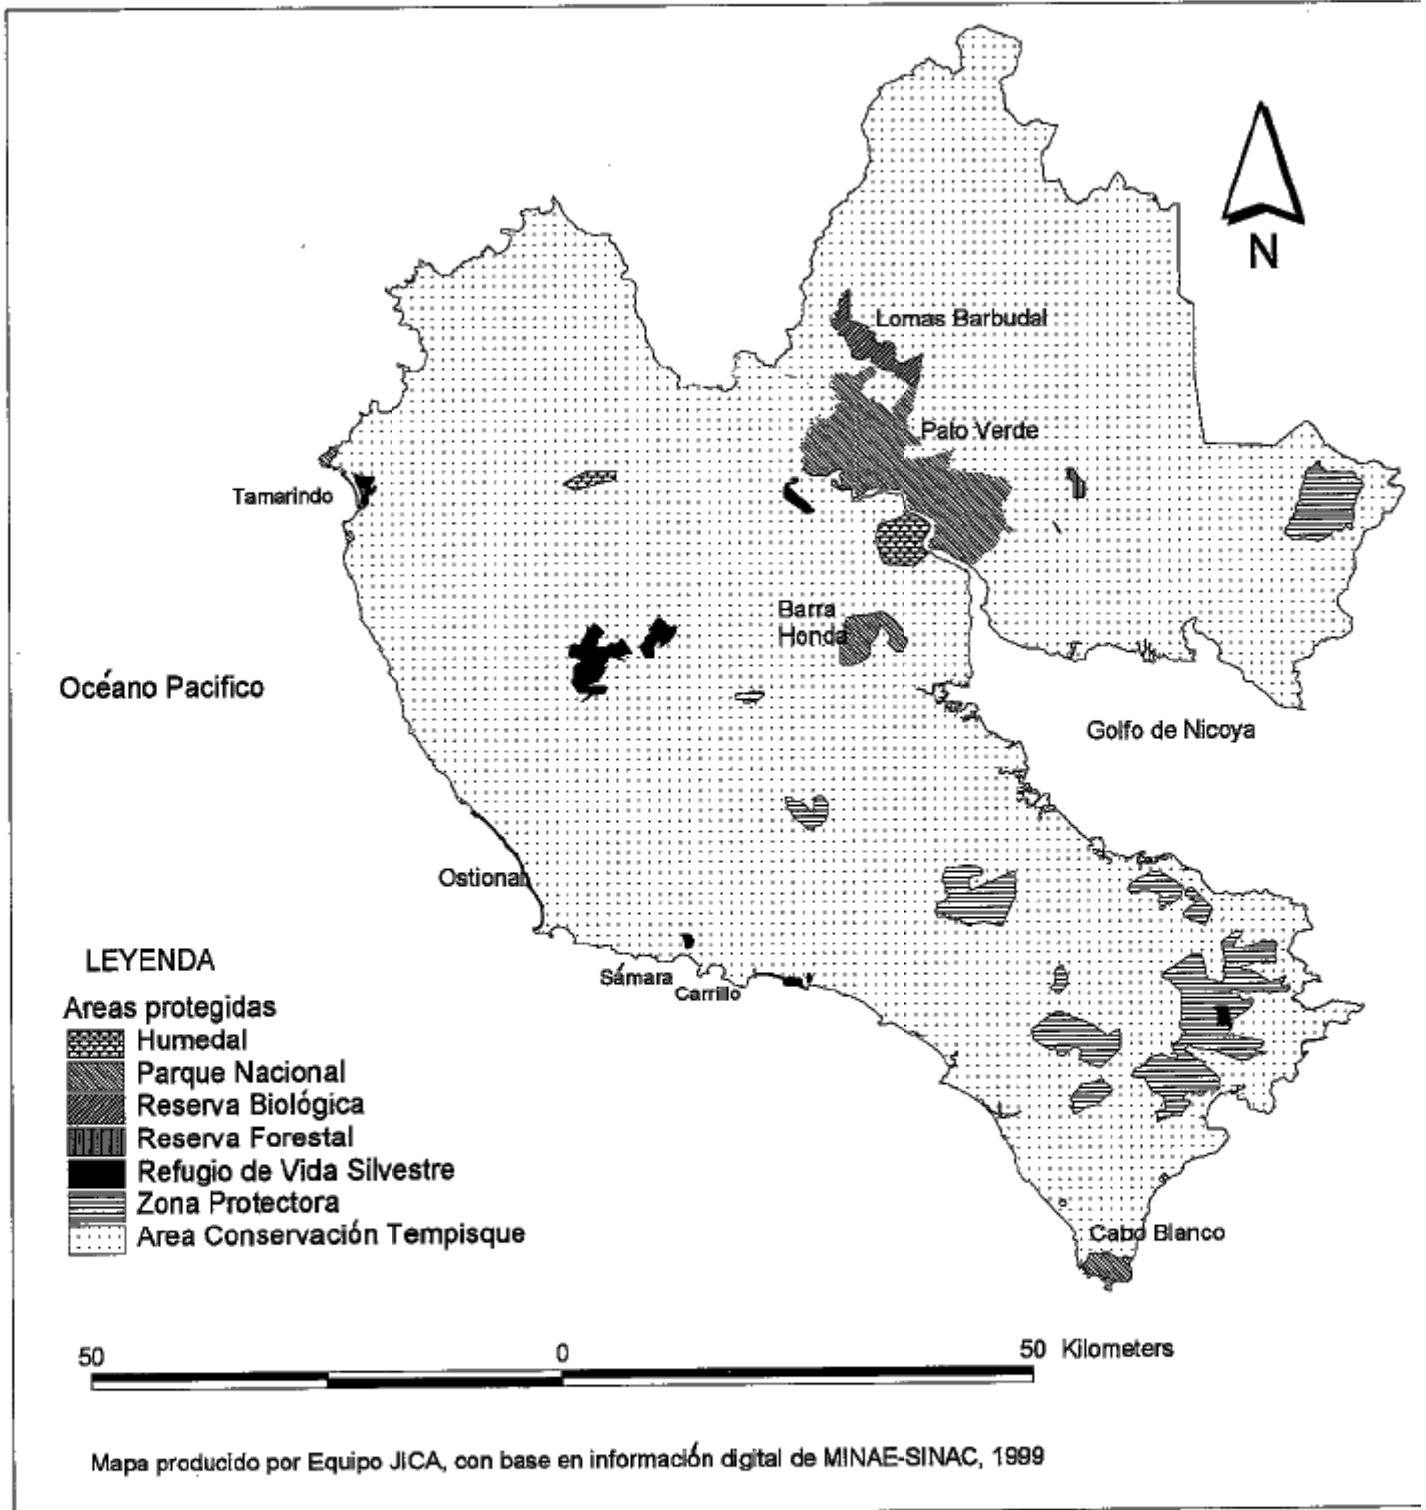 N
Lomas Barbudal
Palo Verde
Tamarindo
Barra
Honda
Océano Pacifico
Golfo de Nicoya
Ostional
LEYENDA
Sámara
Carrillo
Areas protegidas
Humedal
Parque Nacional
Reserva Biológica
Reserva Forestal
Refugio de Vida Silvestre
Zona Protectora
Area Conservación Tempisque
Cabo Blanco
50 0 50 Kilometers
Mapa producido por Equipo JICA, con base en información digital de MINAE-SINAC, 1999